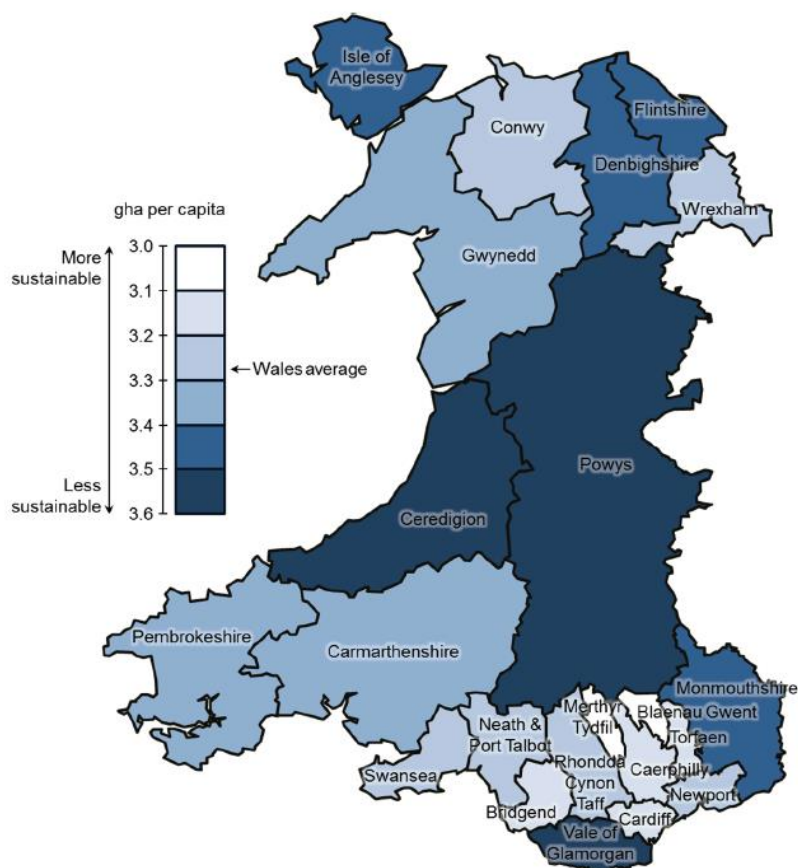 Isle of
Anglesey
Flintshire
Conwy
Denbighshire
Wrexham
gha per capita
More
sustainable
3.0
3.1
3.2
3.3
3.4
3.5
3.6
Wales average
Less
sustainable
Gwynedd
Powys
Ceredigion
Pembrokeshire
Carmarthenshire
Monmouthshire
Merthyr
Tydfil
Blaenau Gwent
Torfaen
Neath &
Port Talbot
Rhondda
Cynon
Taff
Caerphilly
Swansea
Newport
Bridgend
Cardiff
Vale of
Glamorgan